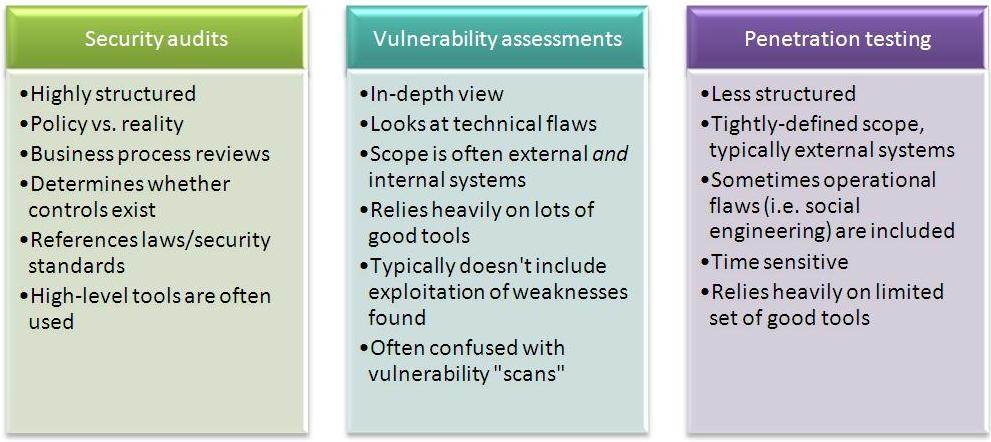 Security audits
•Highly structured
•Policy vs. reality
•Business process reviews
•Determines whether
controls exist
•References laws/security
standards
•High-level tools are often
used
Vulnerability assessments
•In-depth view
•Looks at technical flaws
•Scope is often external and
internal systems
•Relies heavily on lots of
good tools
•Typically doesn't include
exploitation of weaknesses
found
•Often confused with
vulnerability "scans"
Penetration testing
•Less structured
•Tightly-defined scope,
typically external systems
•Sometimes operational
flaws (i.e. social
engineering) are included
•Time sensitive
•Relies heavily on limited
set of good tools